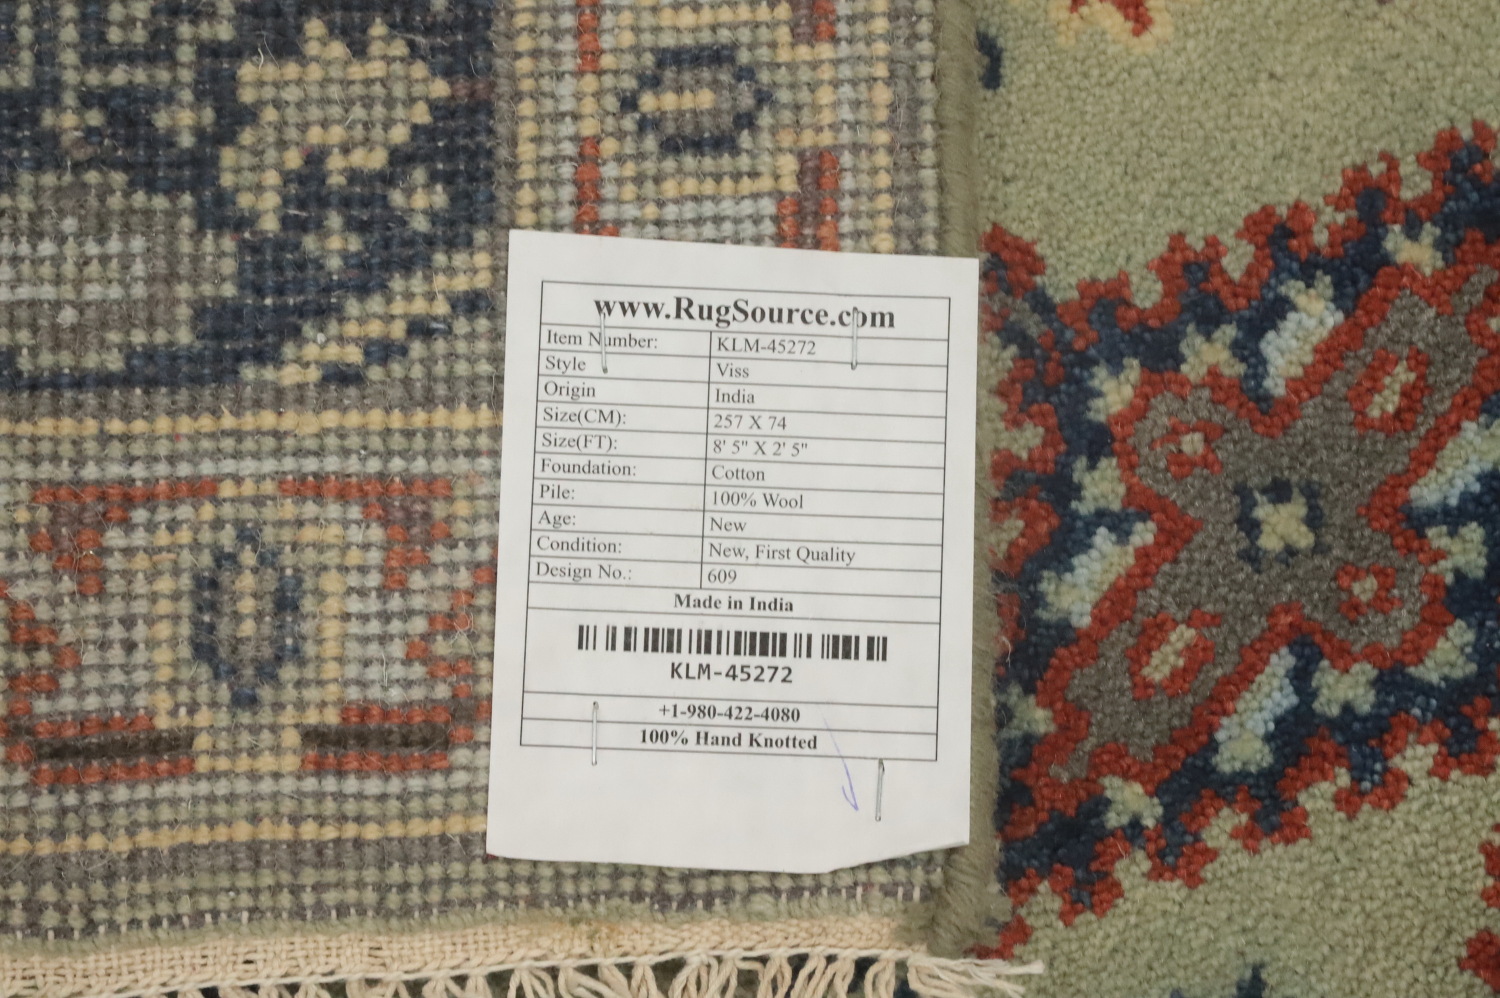 www.RugSource.com
Item Number: KLM-45272
Style Viss
Origin India
Size(CM): 257 X 74
Size(FT): 8' 5" X 2' 5"
Foundation: Cotton
Pile: 100% Wool
Age: New
Condition: New, First Quality
Design No.: 609
Made in India
KLM-45272
+1-980-422-4080
100% Hand Knotted